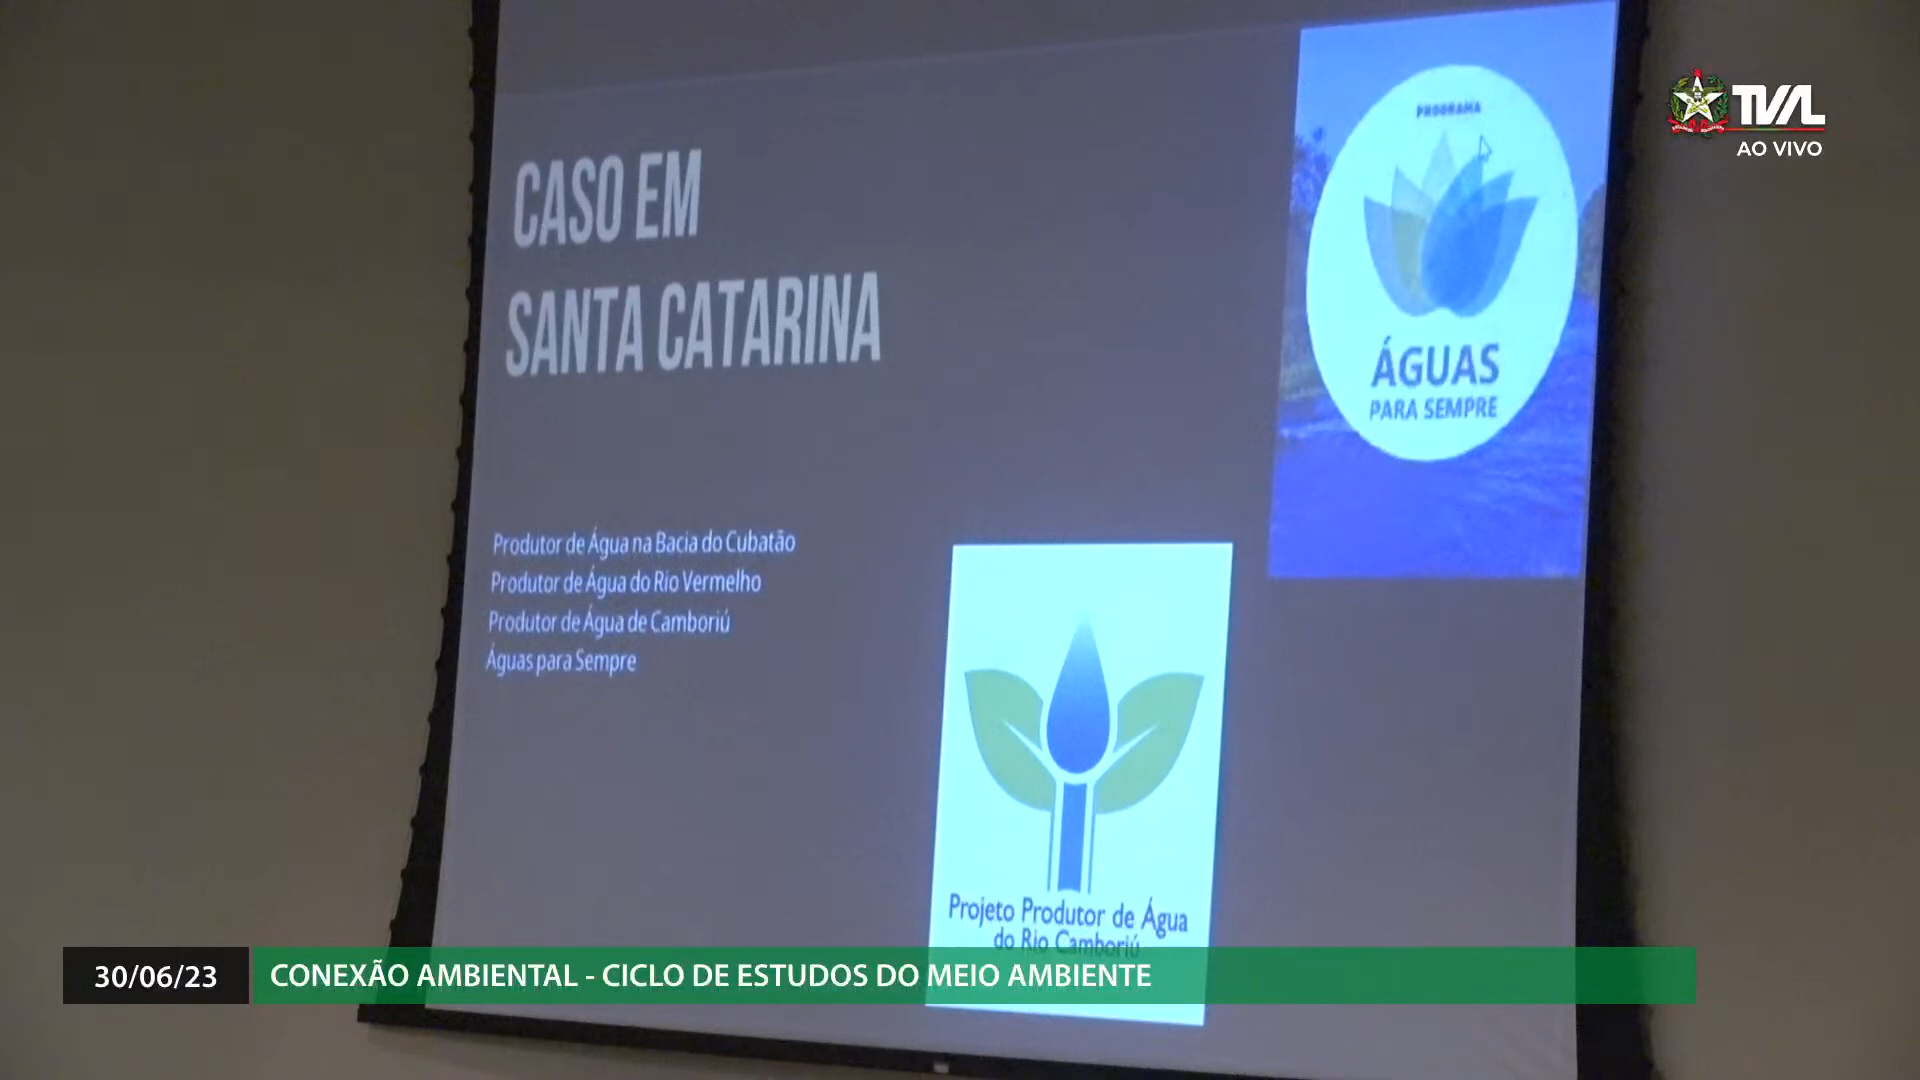 CASO EM
SANTA CATARINA
Produtor de Água na Bacia do Cubatão
Produtor de Água do Rio Vermelho
Produtor de Água de Camboriú
Águas para Sempre
PROGRAMA
ÁGUAS
PARA SEMPRE
Projeto Produtor de Água
do Rio Camboriú
TVAL
AO VIVO
30/06/23
CONEXÃO AMBIENTAL - CICLO DE ESTUDOS DO MEIO AMBIENTE